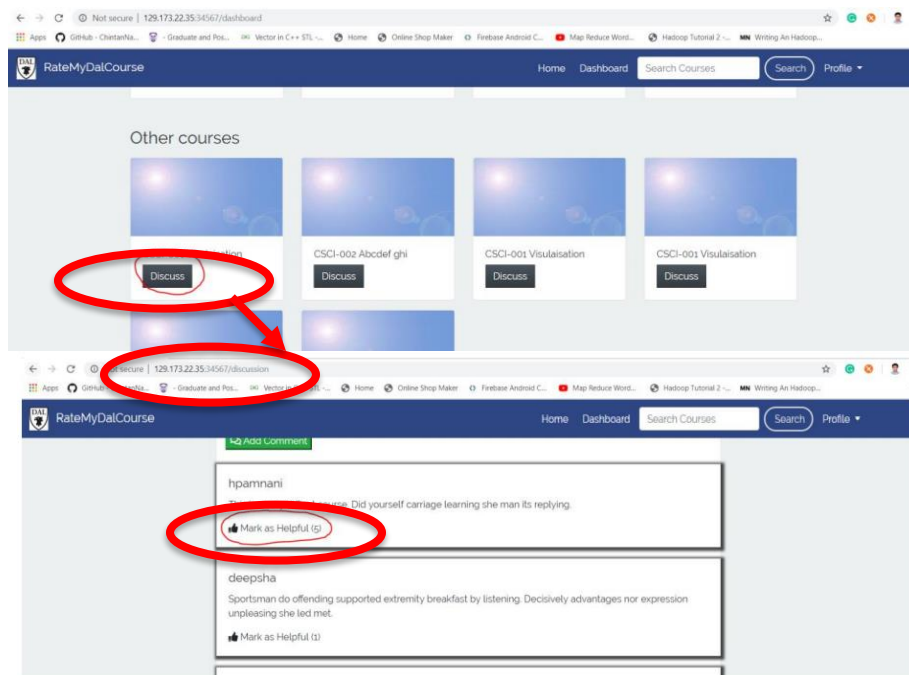 Not secure | 129.173.22.35:34567/dashboard
Apps GitHub - ChintanNa... - Graduate and Pos... Vector in C++ STL -... Home Online Shop Maker Firebase Android C... Map Reduce Word... Hadoop Tutorial 2 -... MN Writing An Hadoop...
DAL RateMyDalCourse Home Dashboard Search Courses Search Profile
Other courses
CSCI-002 Abcdef ghi CSCI-001 Visulaisation CSCI-001 Visulaisation
Discuss Discuss Discuss Discuss
Not secure | 129.173.22.35:34567/discussion
Apps - Graduate and Pos... Home Online Shop Maker Firebase Android C... Map Reduce Word... Hadoop Tutorial 2 -... MN Writing An Hadoop...
DAL RateMyDalCourse Home Dashboard Search Courses Search Profile
Add Comment
hpamnani
course. Did yourself carriage learning she man its replying.
Mark as Helpful (5)
deepsha
Sportsman do offending supported extremity breakfast by listening. Decisively advantages nor expression
unpleasing she led met.
Mark as Helpful (1)